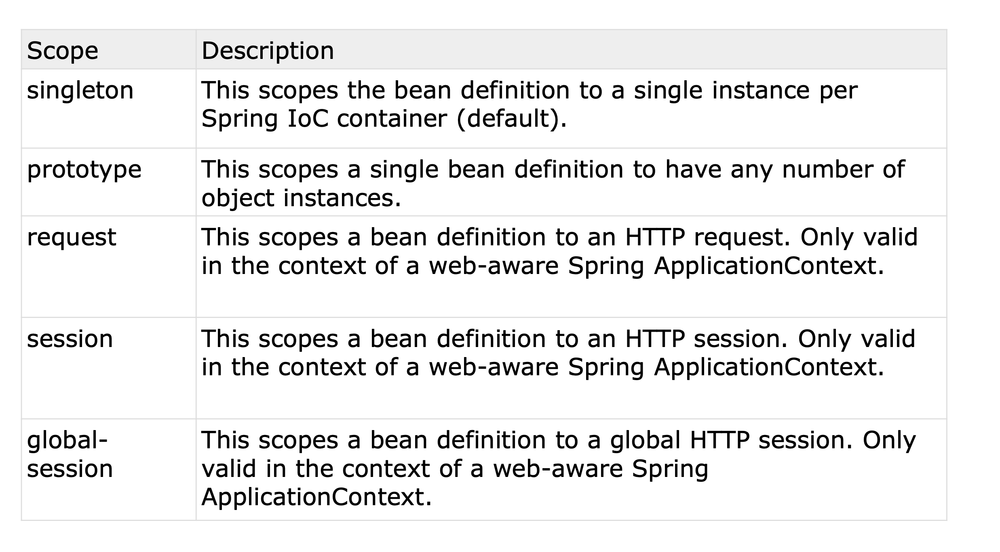 Scope
Description
singleton
This scopes the bean definition to a single instance per
Spring IoC container (default).
prototype
This scopes a single bean definition to have any number of
object instances.
request
This scopes a bean definition to an HTTP request. Only valid
in the context of a web-aware Spring ApplicationContext.
session
This scopes a bean definition to an HTTP session. Only valid
in the context of a web-aware Spring ApplicationContext.
global-
session
This scopes a bean definition to a global HTTP session. Only
valid in the context of a web-aware Spring
ApplicationContext.